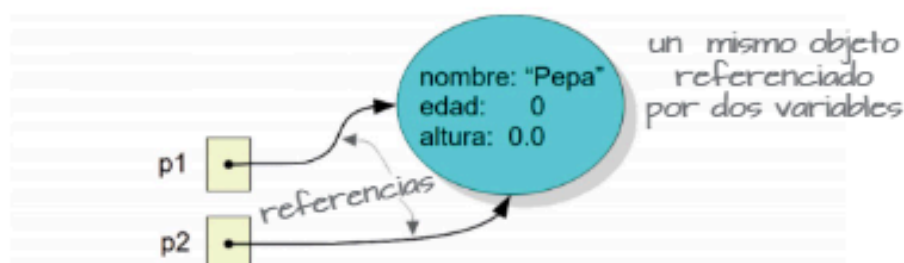 un mismo objeto
referenciado
por dos variables
nombre: "Pepa"
edad: 0
altura: 0.0
p1
referencias
p2